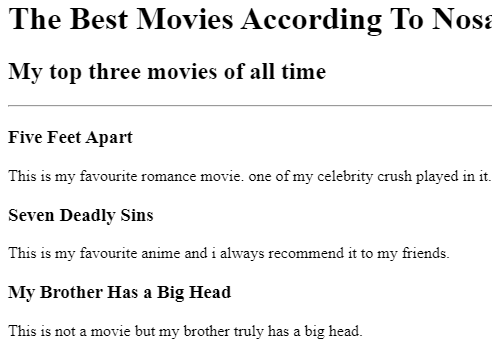 The Best Movies According To
My top three movies of all time
Five Feet Apart
This is my favourite romance movie. one of my celebrity crush played in it.
Seven Deadly Sins
This is my favourite anime and i always recommend it to my friends.
My Brother Has a Big Head
This is not a movie but my brother truly has a big head.